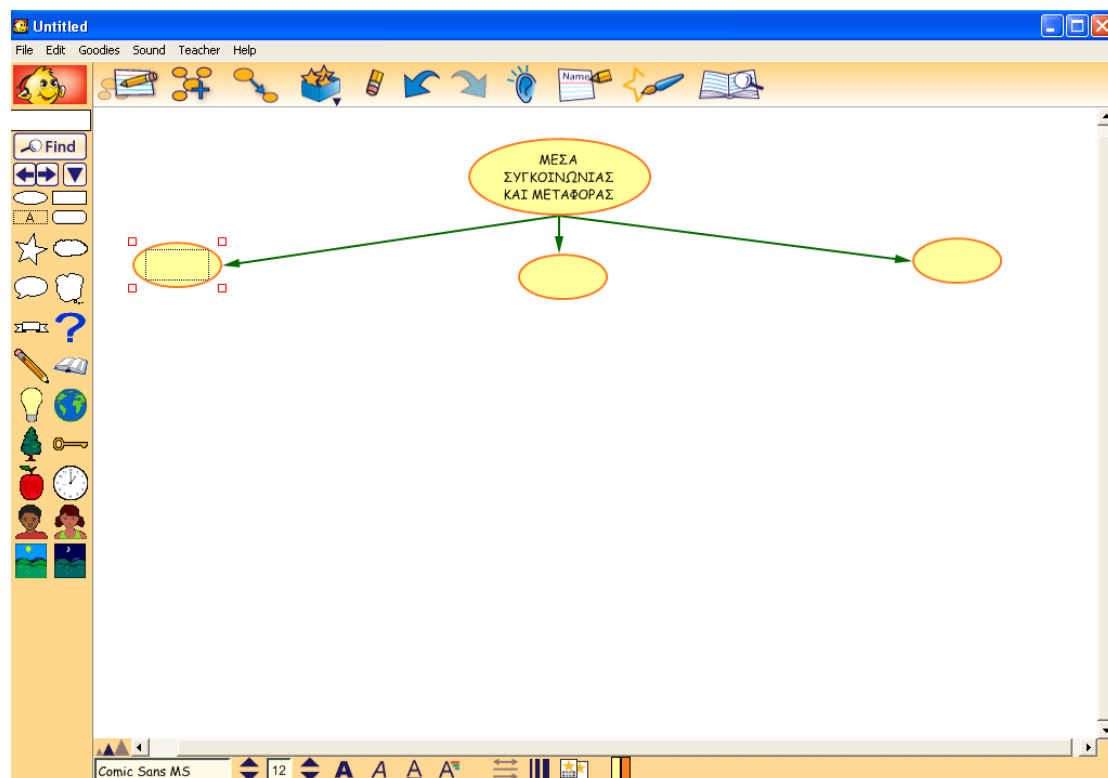 Untitled
File Edit Goodies Sound Teacher Help
Name
Find
A
ΜΕΣΑ
ΣΥΓΚΟΙΝΩΝΙΑΣ
ΚΑΙ ΜΕΤΑΦΟΡΑΣ
Comic Sans MS 12 A A A A